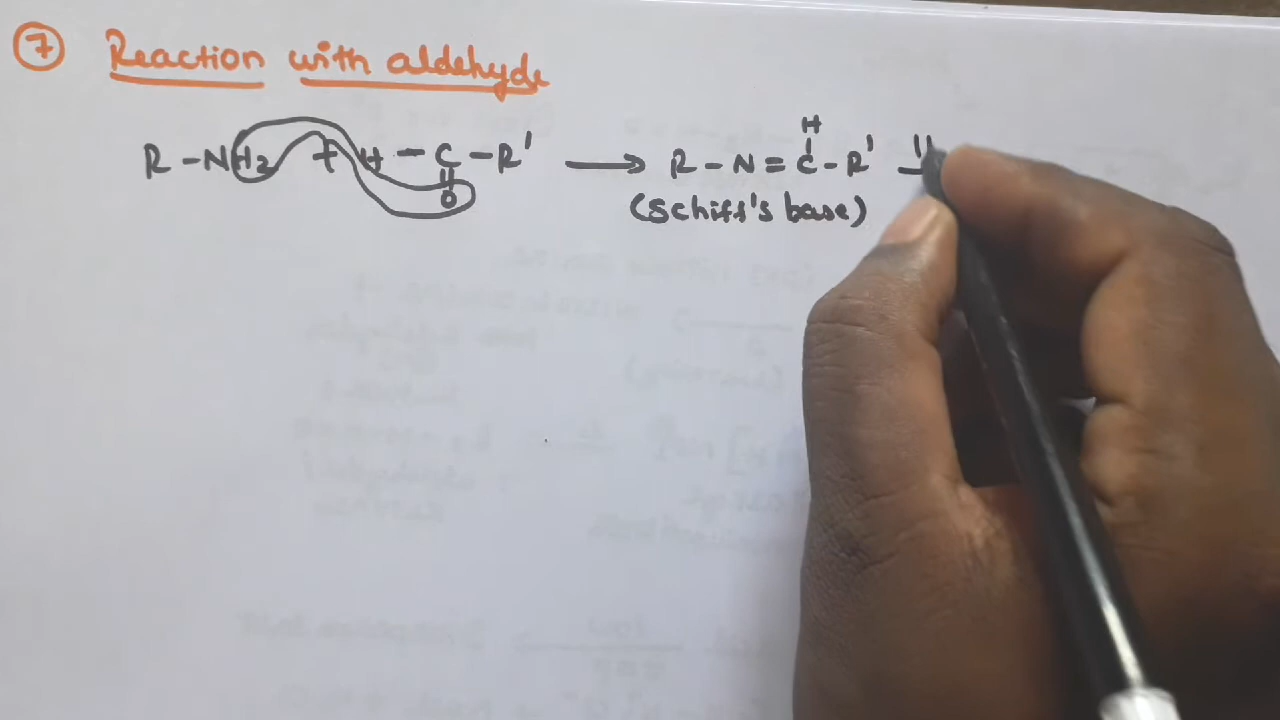 7 Reaction with aldehyde
H
R-NH2 + H-C-R' → R-N=C-R'
O (schiff's base)